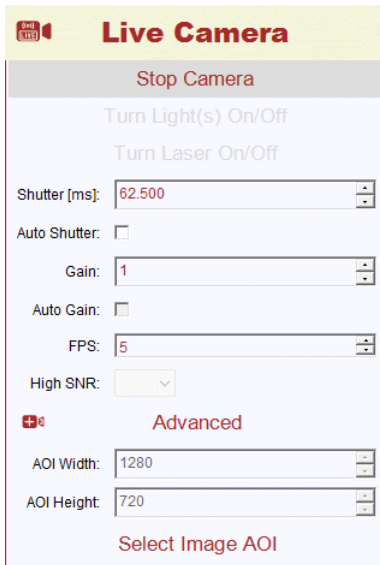 LIVE
Live Camera
Stop Camera
Turn Light(s) On/Off
Turn Laser On/Off
Shutter [ms]: 62.500
Auto Shutter:
Gain: 1
Auto Gain:
FPS: 5
High SNR:
Advanced
AOI Width: 1280
AOI Height: 720
Select Image AOI